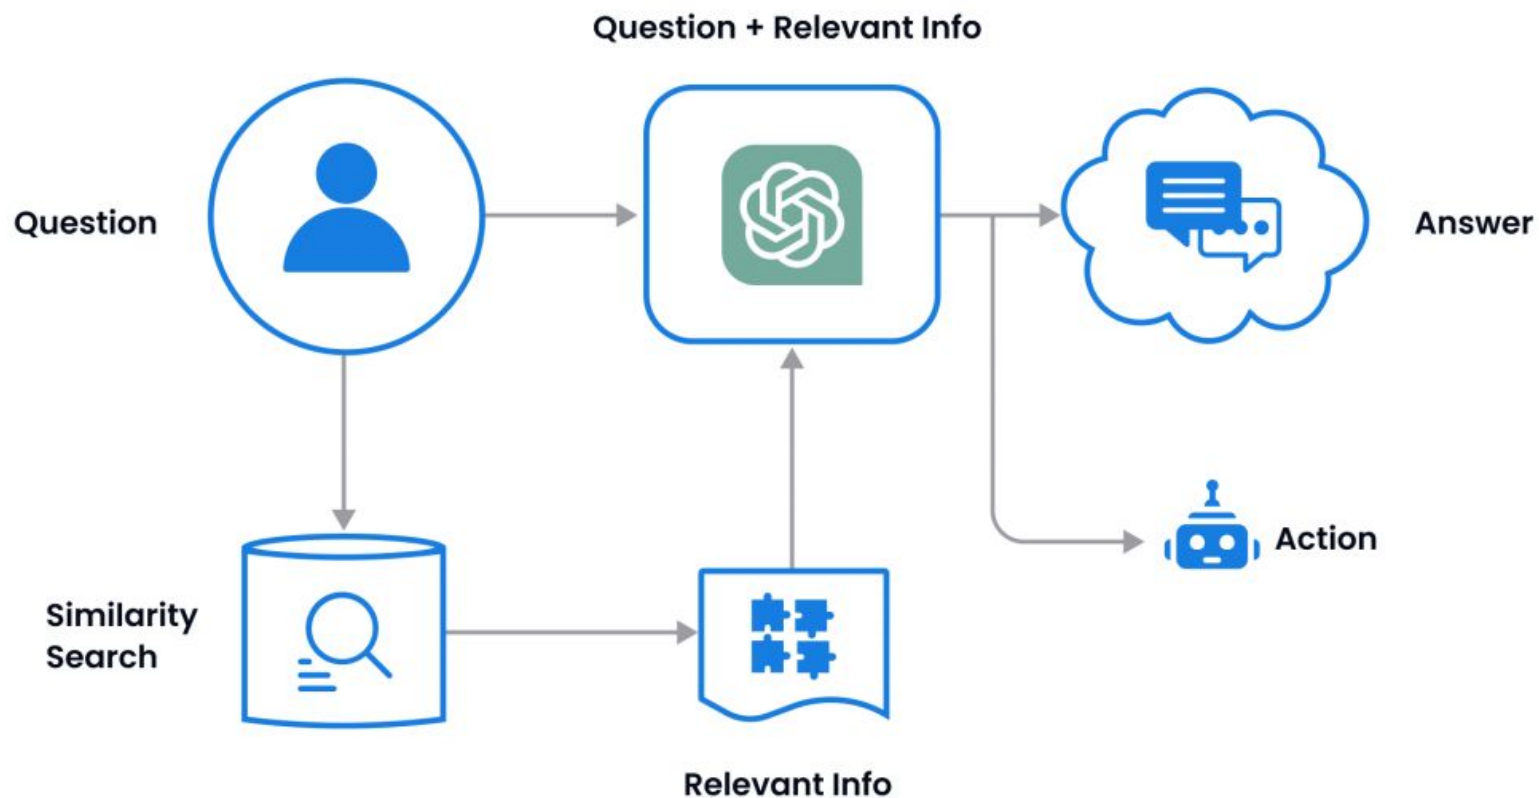 Question + Relevant Info
Question
Answer
Action
Similarity
Search
Relevant Info